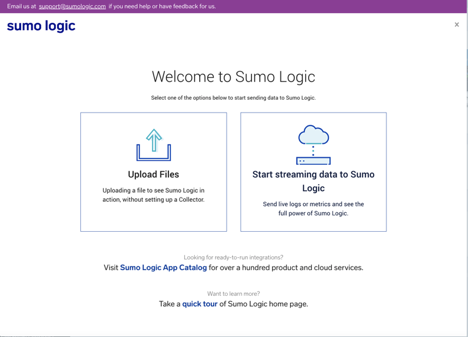 Email us at support@sumologic.com if you need help or have feedback for us.
sumo logic
Welcome to Sumo Logic
Select one of the options below to start sending data to Sumo Logic.
Upload Files
Uploading a file to see Sumo Logic in
action, without setting up a Collector.
Start streaming data to Sumo
Logic
Send live logs or metrics and see the
full power of Sumo Logic.
Looking for ready-to-run integrations?
Visit Sumo Logic App Catalog for over a hundred product and cloud services.
Want to learn more?
Take a quick tour of Sumo Logic home page.